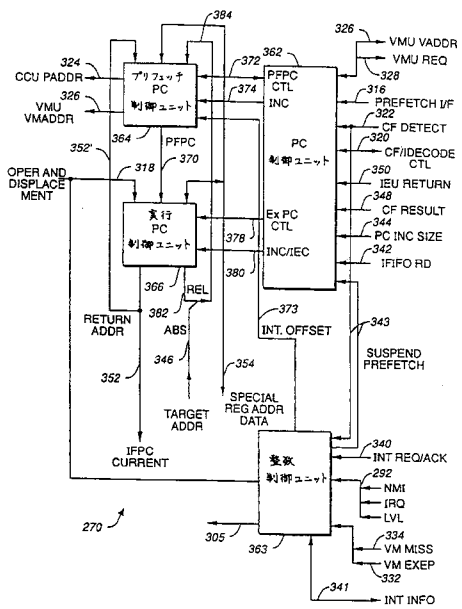 384
362
326
VMU VADDR
324
プリフェッチ
PC
制御ユニット
372
VMU REQ
328
CCU PADDR
PFPC
CTL
316
PREFETCH I/F
326
374
INC
322
CF DETECT
VMU
VMADDR
320
CF/IDECODE
CTL
364
PFPC
PC
制御ユニット
352'
318
370
350
IEU RETURN
OPER AND
DISPLACE
MENT
348
CF RESULT
実行
PC
制御ユニット
Ex PC
CTL
344
PC INC SIZE
378
342
IFIFO RD
INC/IEC
380
366
REL
382
373
343
RETURN
ADDR
ABS
INT. OFFSET
346
SUSPEND
PREFETCH
352
354
TARGET
ADDR
SPECIAL
REG ADDR
DATA
340
INT REQ/ACK
IFPC
CURRENT
292
NMI
IRQ
LVL
制御ユニット
270
305
334
VM MISS
363
VM EXEP
332
341
INT INFO